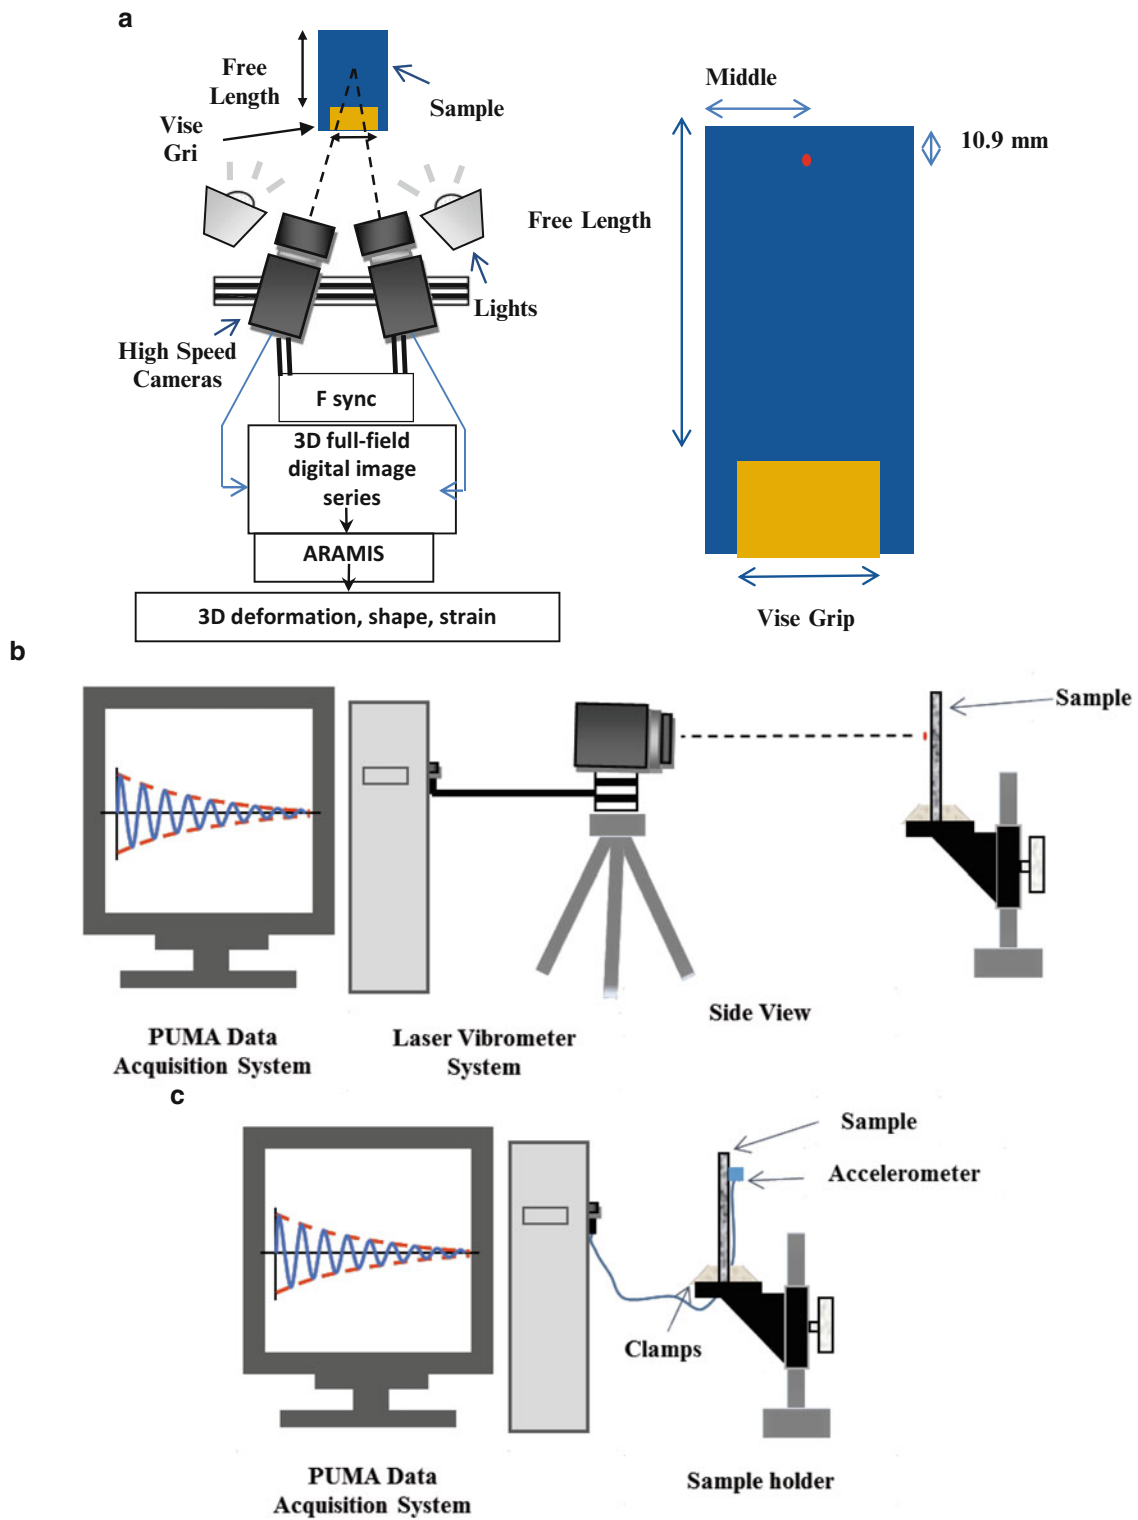 a
Free
Length
Sample
Vise
Gri
Lights
High Speed
Cameras
F sync
3D full-field
digital image
series
ARAMIS
3D deformation, shape, strain
Middle
10.9 mm
Free Length
Vise Grip
b
Sample
Side View
PUMA Data
Acquisition System
Laser Vibrometer
System
c
Sample
Accelerometer
Clamps
PUMA Data
Acquisition System
Sample holder